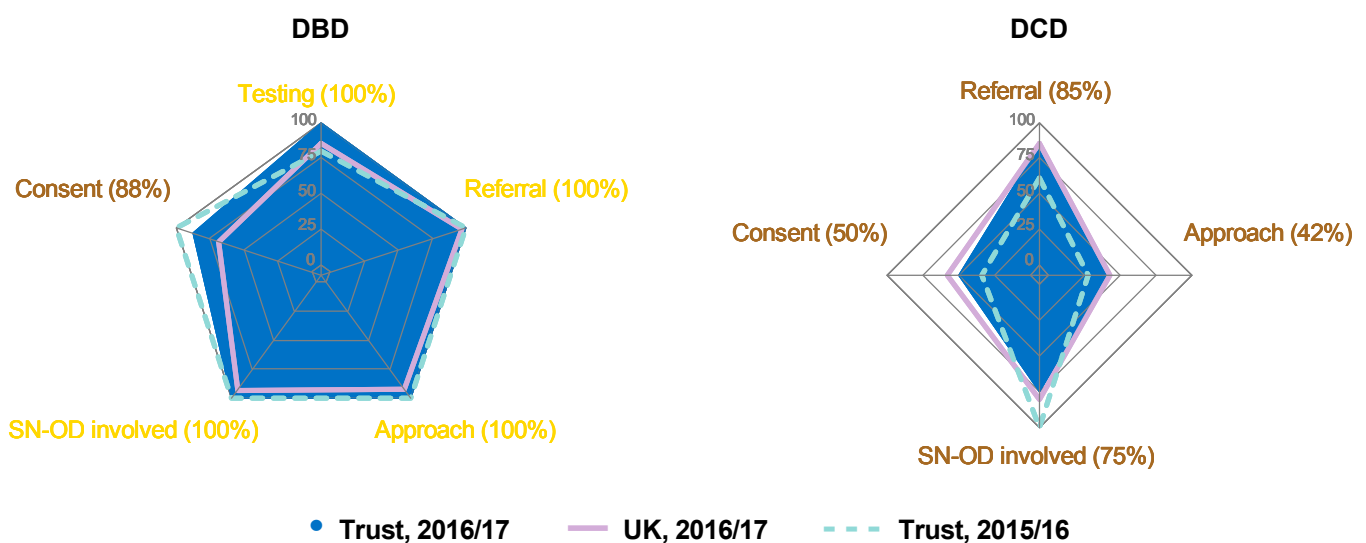 DBD
DCD
Testing (100%)
Referral (85%)
100
100
75
75
Consent (88%)
Referral (100%)
50
50
25
25
Consent (50%)
Approach (42%)
0
0
SN-OD involved (100%)
Approach (100%)
SN-OD involved (75%)
Trust, 2016/17
UK, 2016/17
Trust, 2015/16